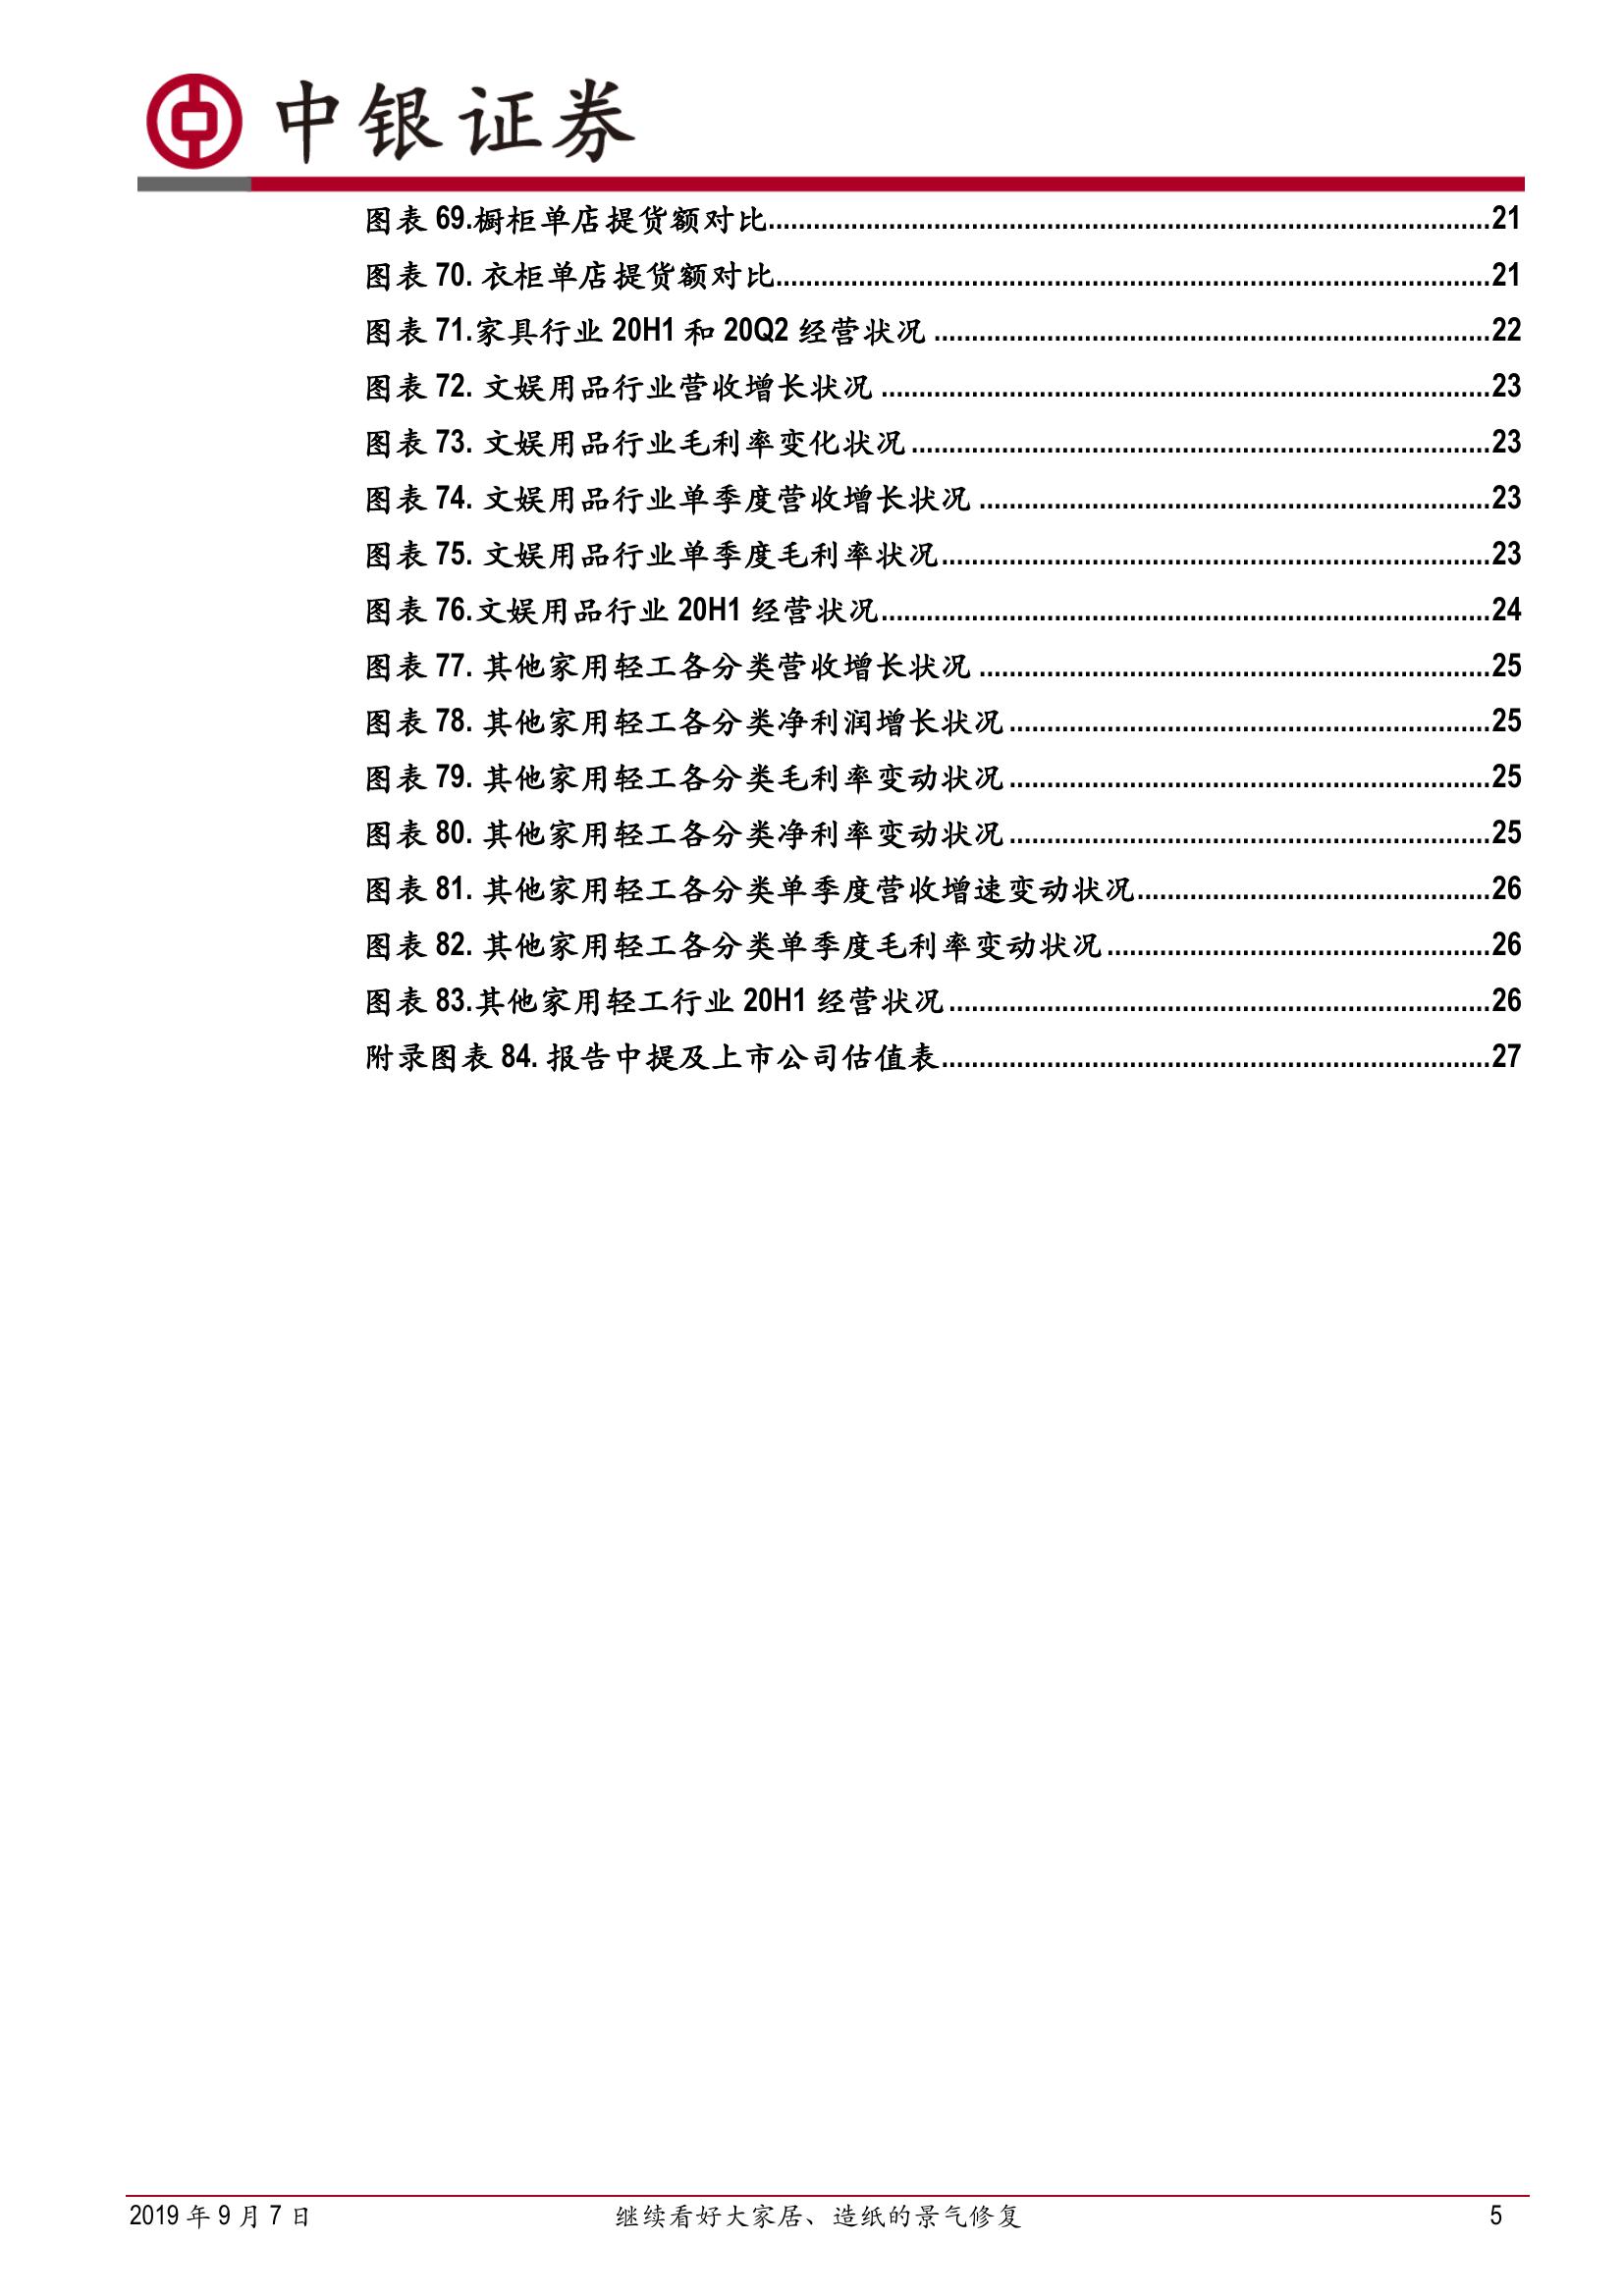 中银证券
图表 69.橱柜单店提货额对比................................................................................................21
图表 70. 衣柜单店提货额对比...............................................................................................21
图表 71.家具行业 20H1 和 20Q2 经营状况 ..........................................................................22
图表 72. 文娱用品行业营收增长状况 .................................................................................23
图表 73. 文娱用品行业毛利率变化状况 .............................................................................23
图表 74. 文娱用品行业单季度营收增长状况 ....................................................................23
图表 75. 文娱用品行业单季度毛利率状况.........................................................................23
图表 76.文娱用品行业 20H1 经营状况.................................................................................24
图表 77. 其他家用轻工各分类营收增长状况 ....................................................................25
图表 78. 其他家用轻工各分类净利润增长状况 ................................................................25
图表 79. 其他家用轻工各分类毛利率变动状况 ................................................................25
图表 80. 其他家用轻工各分类净利率变动状况 ................................................................25
图表 81. 其他家用轻工各分类单季度营收增速变动状况...............................................26
图表 82. 其他家用轻工各分类单季度毛利率变动状况 ...................................................26
图表 83.其他家用轻工行业 20H1 经营状况 ........................................................................26
附录图表 84. 报告中提及上市公司估值表.........................................................................27
2019 年 9 月 7 日 继续看好大家居、造纸的景气修复 5